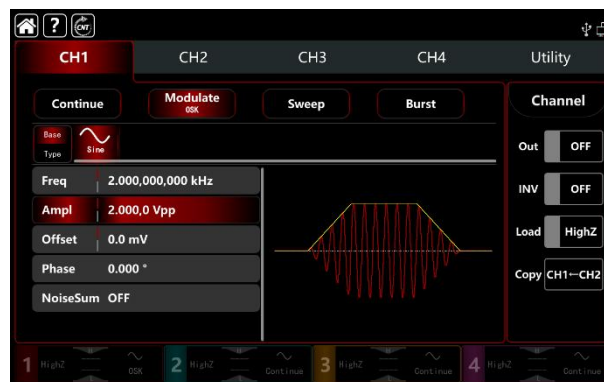 ? CNT
CH1 CH2 CH3 CH4 Utility
Continue Modulate OSK Sweep Burst Channel
Base Type Sine
Out OFF
Freq 2.000,000,000 kHz
INV OFF
Ampl 2.000,0 Vpp
Load HighZ
Offset 0.0 mV
Phase 0.000 °
Copy CH1←CH2
NoiseSum OFF
1 HighZ OSK 2 HighZ Continue 3 HighZ Continue 4 HighZ Continue